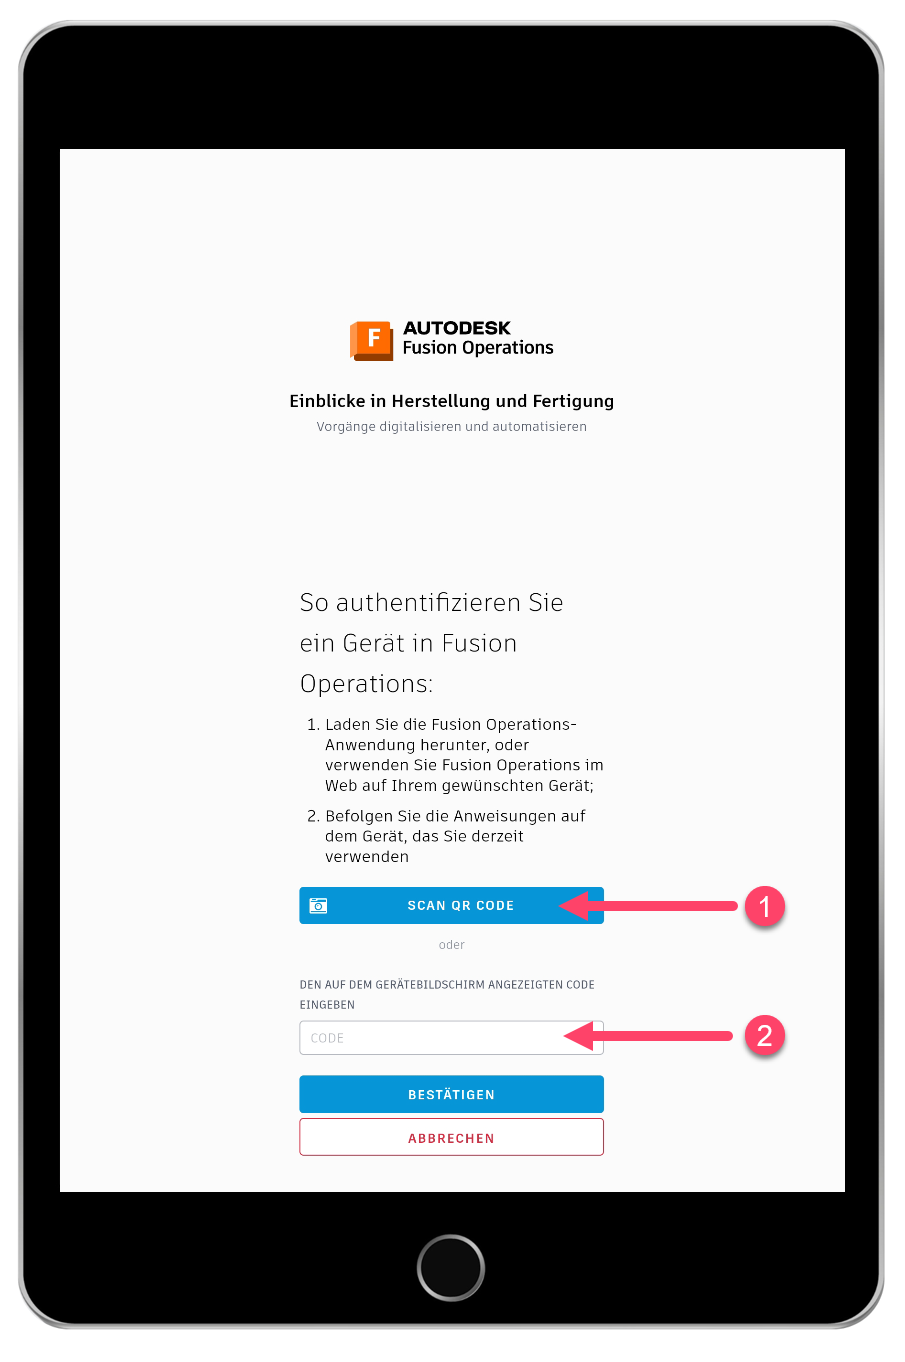 F
AUTODESK
Fusion Operations
Einblicke in Herstellung und Fertigung
Vorgänge digitalisieren und automatisieren
So authentifizieren Sie
ein Gerät in Fusion
Operations:
1. Laden Sie die Fusion Operations-
Anwendung herunter, oder
verwenden Sie Fusion Operations im
Web auf Ihrem gewünschten Gerät;
2. Befolgen Sie die Anweisungen auf
dem Gerät, das Sie derzeit
verwenden
SCAN QR CODE
1
oder
DEN AUF DEM GERÄTEBILDSCHIRM ANGEZEIGTEN CODE
EINGEBEN
CODE
2
BESTÄTIGEN
ABBRECHEN